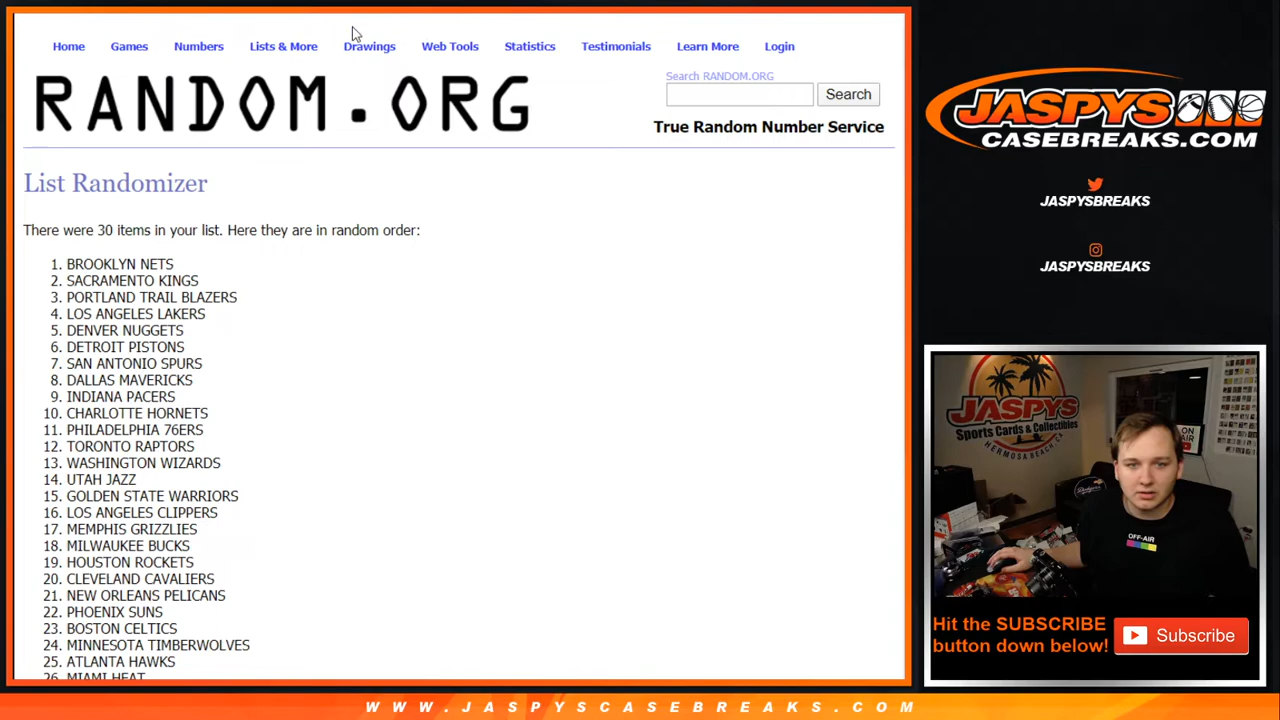 Home Games Numbers Lists & More Drawings Web Tools Statistics Testimonials Learn More Login
RANDOM.ORG
Search RANDOM.ORG
Search
True Random Number Service
List Randomizer
There were 30 items in your list. Here they are in random order:
1. BROOKLYN NETS
2. SACRAMENTO KINGS
3. PORTLAND TRAIL BLAZERS
4. LOS ANGELES LAKERS
5. DENVER NUGGETS
6. DETROIT PISTONS
7. SAN ANTONIO SPURS
8. DALLAS MAVERICKS
9. INDIANA PACERS
10. CHARLOTTE HORNETS
11. PHILADELPHIA 76ERS
12. TORONTO RAPTORS
13. WASHINGTON WIZARDS
14. UTAH JAZZ
15. GOLDEN STATE WARRIORS
16. LOS ANGELES CLIPPERS
17. MEMPHIS GRIZZLIES
18. MILWAUKEE BUCKS
19. HOUSTON ROCKETS
20. CLEVELAND CAVALIERS
21. NEW ORLEANS PELICANS
22. PHOENIX SUNS
23. BOSTON CELTICS
24. MINNESOTA TIMBERWOLVES
25. ATLANTA HAWKS
26. MIAMI HEAT
JASPYS
CASEBREAKS.COM
JASPYSBREAKS
JASPYSBREAKS
JASPYS
Sports Cards & Collectibles
HERMOSA BEACH, CA
ON
AIR
Dodgers
OFF-AIR
Hit the SUBSCRIBE
button down below!
Subscribe
WWW.JASPYSCASEBREAKS.COM